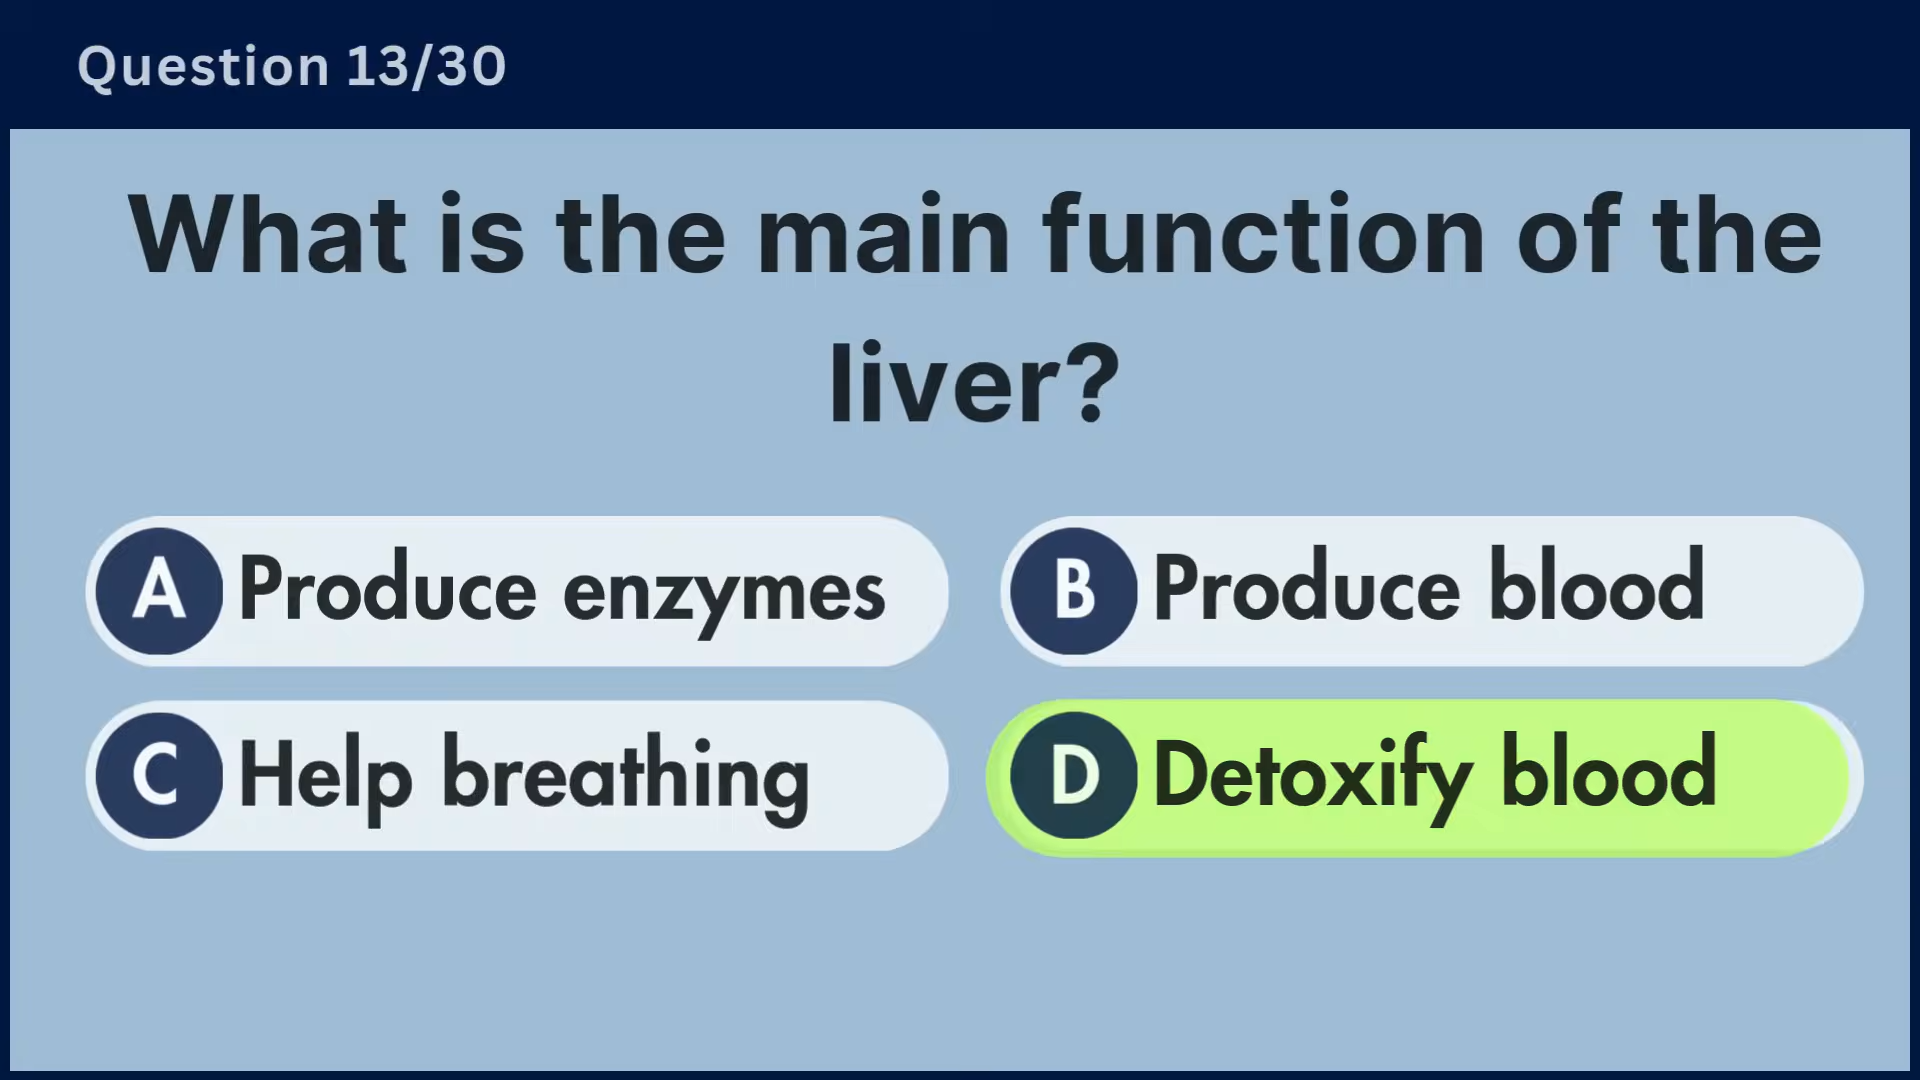 Question 13/30
What is the main function of the
liver?
A Produce enzymes
B Produce blood
C Help breathing
D Detoxify blood